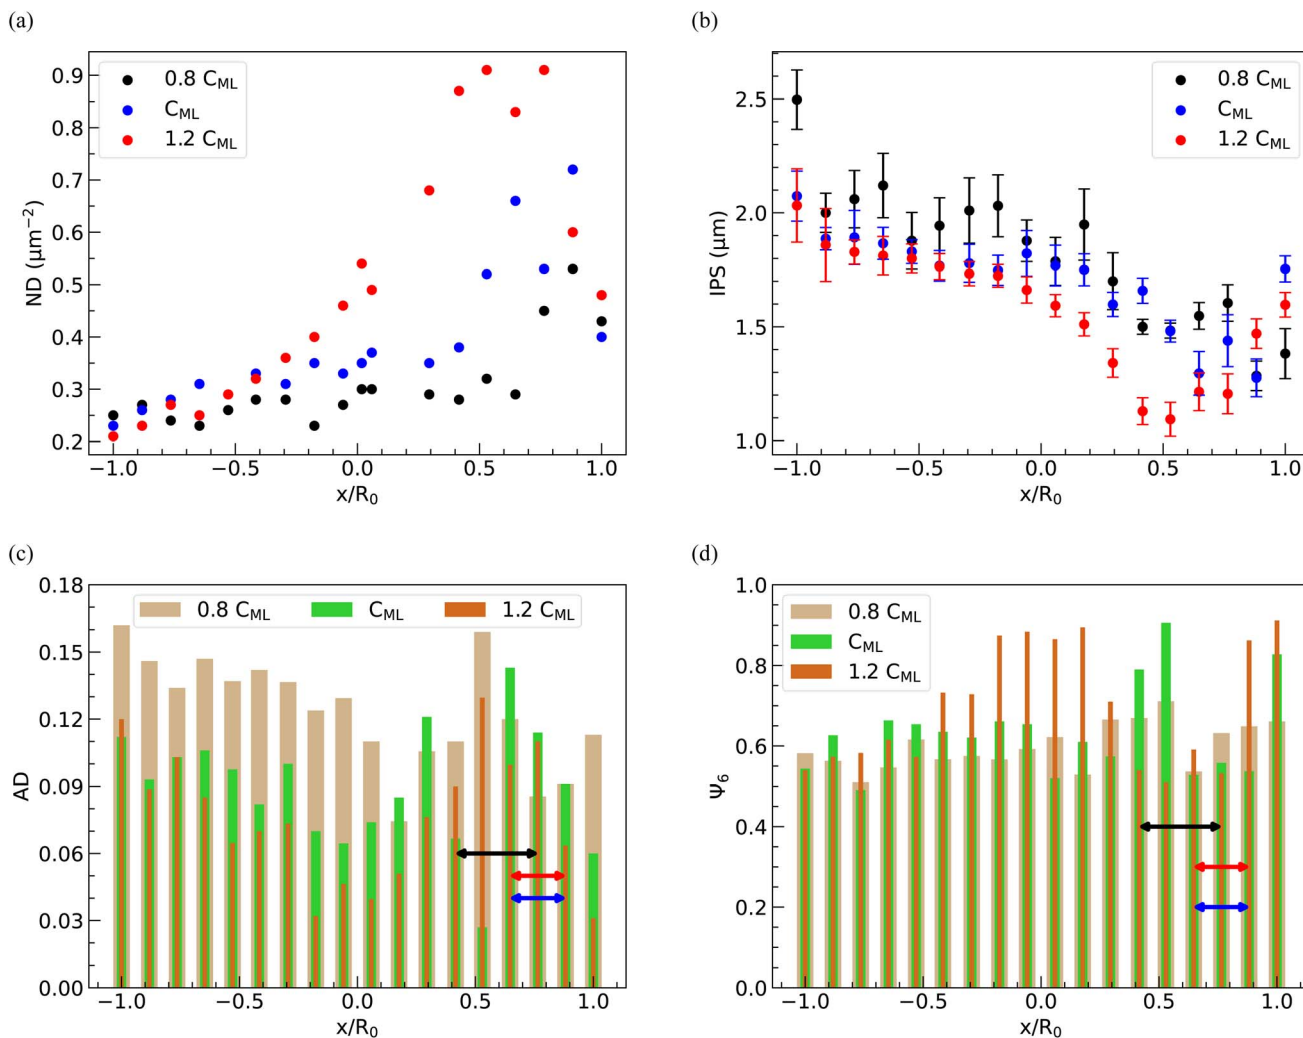 (a)
0.9
0.8
0.7
0.6
0.5
0.4
0.3
0.2
ND (μm⁻²)
0.8 C_ML
C_ML
1.2 C_ML
−1.0 −0.5 0.0 0.5 1.0
x/R₀
(b)
2.5
2.0
1.5
1.0
IPS (μm)
0.8 C_ML
C_ML
1.2 C_ML
−1.0 −0.5 0.0 0.5 1.0
x/R₀
(c)
0.18
0.15
0.12
0.09
0.06
0.03
0.00
AD
0.8 C_ML C_ML 1.2 C_ML
−1.0 −0.5 0.0 0.5 1.0
x/R₀
(d)
1.0
0.8
0.6
0.4
0.2
0.0
Ψ₆
0.8 C_ML
C_ML
1.2 C_ML
−1.0 −0.5 0.0 0.5 1.0
x/R₀